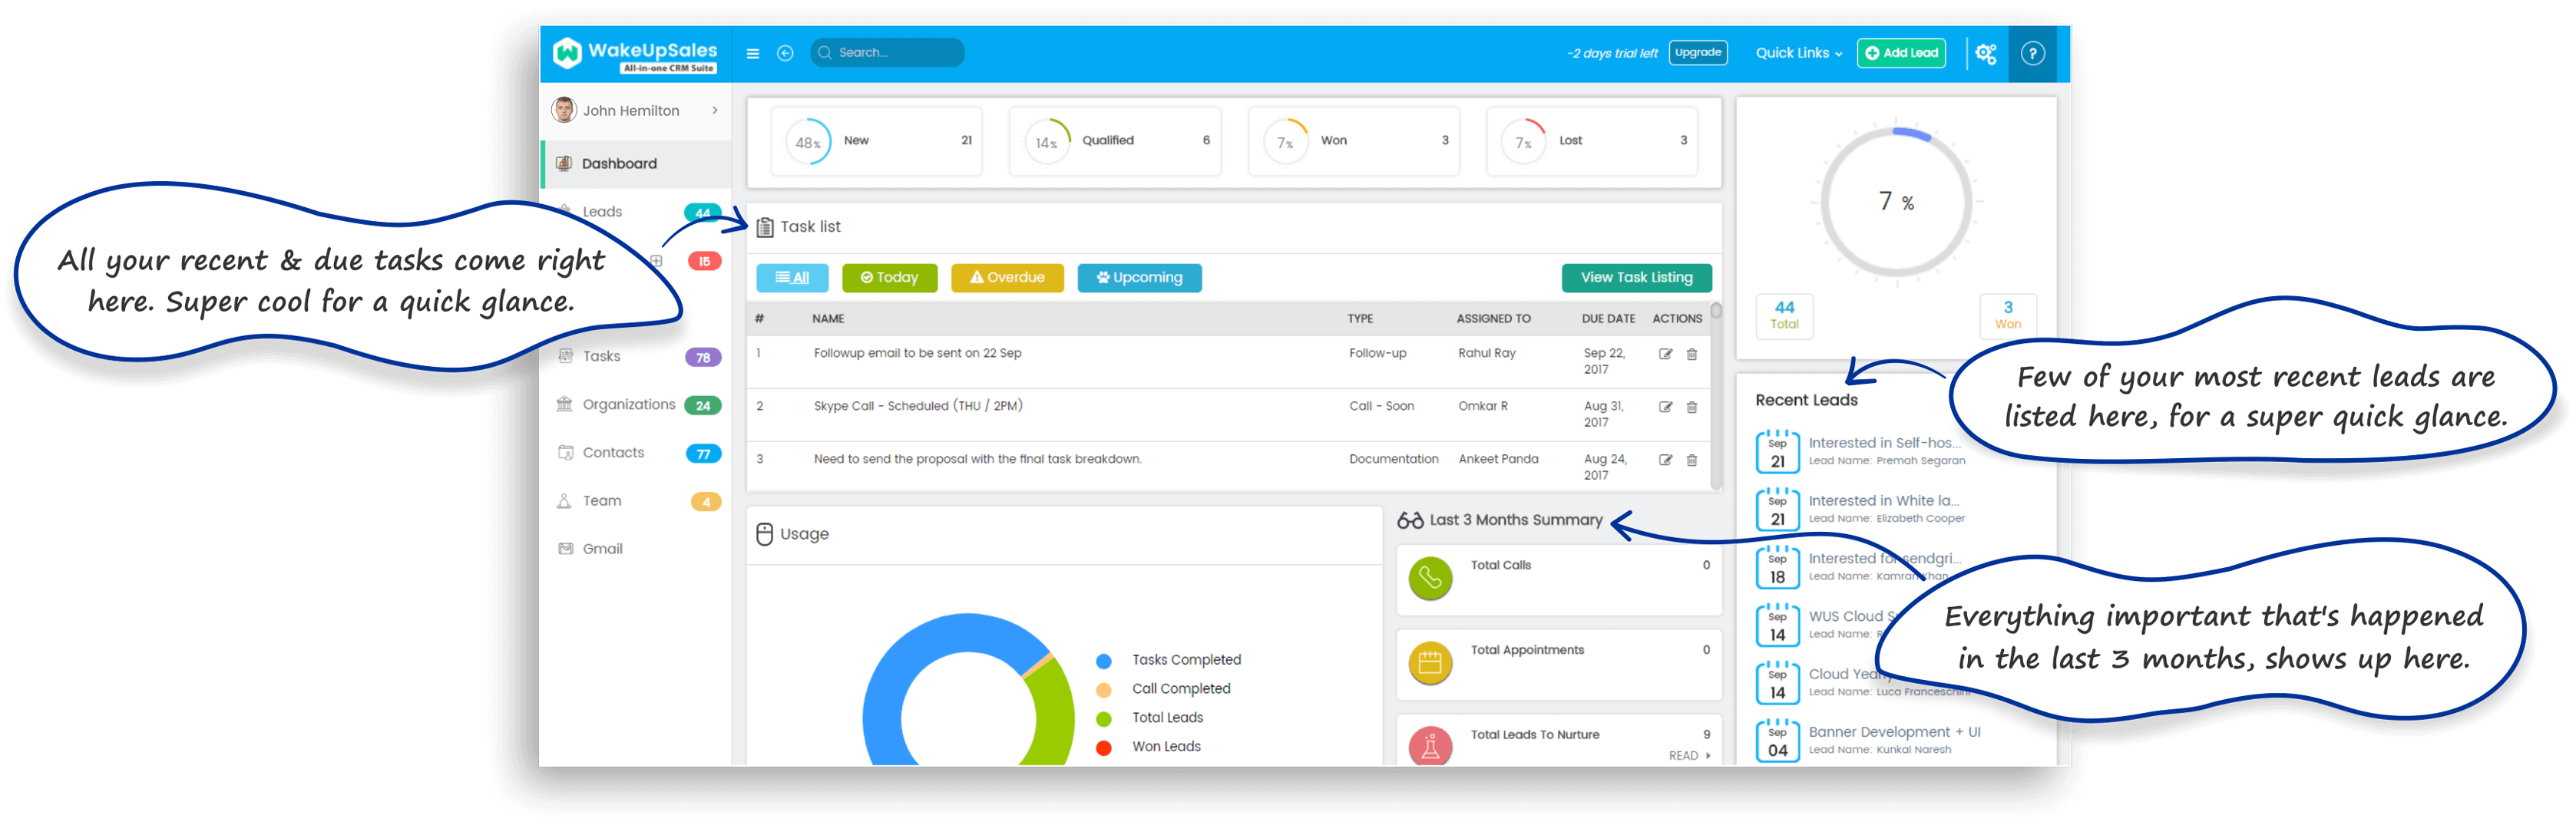 WakeUpSales
All-in-one CRM Suite
Search...
-2 days trial left
Upgrade
Quick Links
Add Lead
?
John Hemilton
Dashboard
Leads 44
15
Tasks 78
Organizations 24
Contacts 77
Team 4
Gmail
All your recent & due tasks come right
here. Super cool for a quick glance.
48% New 21
14% Qualified 6
7% Won 3
7% Lost 3
Task list
All
Today
Overdue
Upcoming
View Task Listing
# NAME TYPE ASSIGNED TO DUE DATE ACTIONS
1 Followup email to be sent on 22 Sep Follow-up Rahul Ray Sep 22,
2017
2 Skype Call - Scheduled (THU / 2PM) Call - Soon Omkar R Aug 31,
2017
3 Need to send the proposal with the final task breakdown. Documentation Ankeet Panda Aug 24,
2017
Usage
Tasks Completed
Call Completed
Total Leads
Won Leads
Last 3 Months Summary
Total Calls 0
Total Appointments 0
Total Leads To Nurture 9
READ
7 %
44
Total
3
Won
Few of your most recent leads are
listed here, for a super quick glance.
Recent Leads
Sep
21
Interested in Self-hos...
Lead Name: Premah Segaran
Sep
21
Interested in White la...
Lead Name: Elizabeth Cooper
Sep
18
Interested for sendgri...
Lead Name: Kamran Khan
Sep
14
WUS Cloud
Lead Name:
Sep
14
Cloud
Lead Name: Luca Franceschini
Sep
04
Banner Development + UI
Lead Name: Kunkal Naresh
Everything important that's happened
in the last 3 months, shows up here.